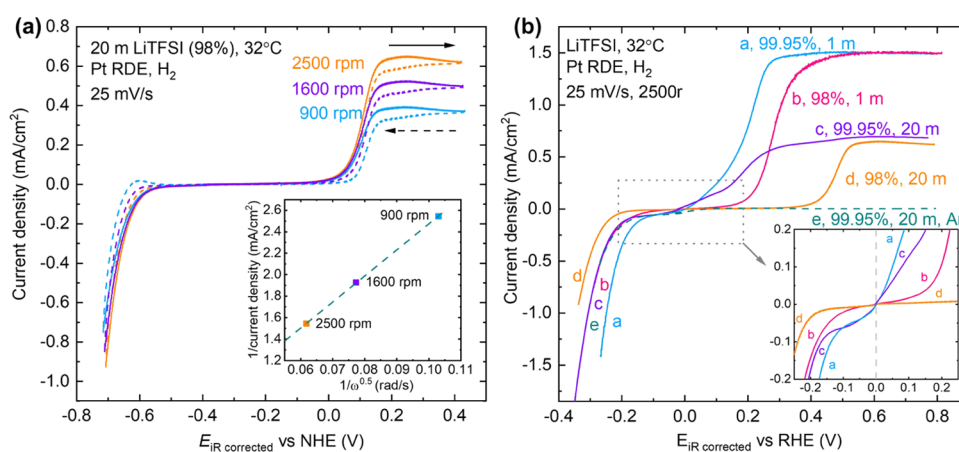 (a)
20 m LiTFSI (98%), 32°C
Pt RDE, H2
25 mV/s
2500 rpm
1600 rpm
900 rpm
Current density (mA/cm²)
0.8
0.6
0.4
0.2
0.0
-0.2
-0.4
-0.6
-0.8
-1.0
-0.8 -0.6 -0.4 -0.2 0.0 0.2 0.4
EiR corrected vs NHE (V)
1/current density (mA/cm²)
2.8
2.6
2.4
2.2
2.0
1.8
1.6
1.4
1.2
900 rpm
1600 rpm
2500 rpm
0.06 0.07 0.08 0.09 0.10 0.11
1/ω^0.5 (rad/s)
(b)
LiTFSI, 32°C
Pt RDE, H2
25 mV/s, 2500r
a, 99.95%, 1 m
b, 98%, 1 m
c, 99.95%, 20 m
d, 98%, 20 m
e, 99.95%, 20 m, Ar
Current density (mA/cm²)
1.5
1.0
0.5
0.0
-0.5
-1.0
-1.5
d
b
c
e
a
-0.4 -0.2 0.0 0.2 0.4 0.6 0.8
EiR corrected vs RHE (V)
0.2
0.1
0.0
-0.1
-0.2
a
c
b
d
d
b
c
a
-0.2 -0.1 0.0 0.1 0.2